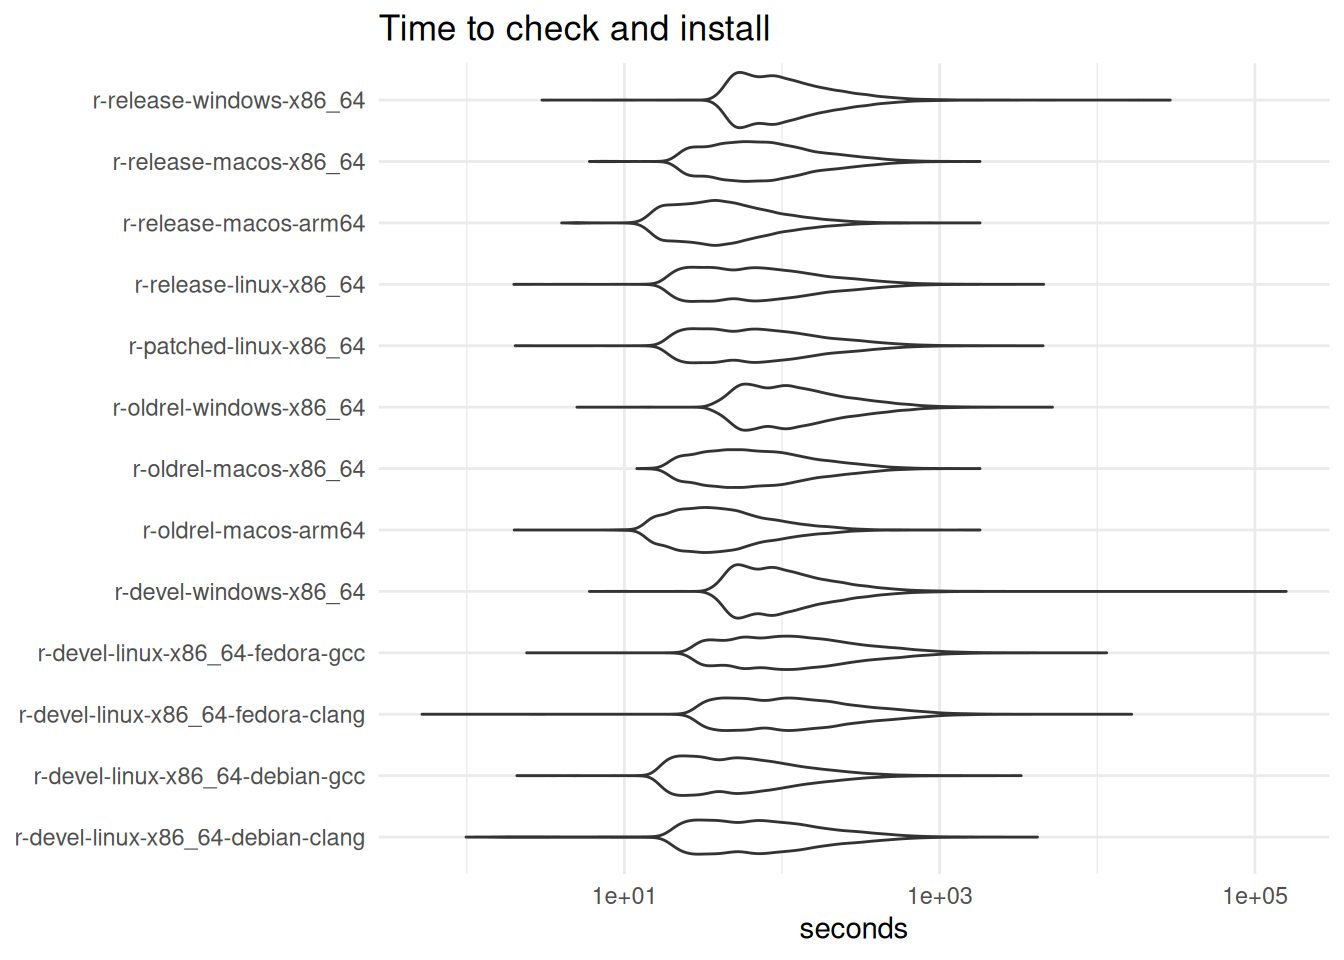 Time to check and install
r-release-windows-x86_64
r-release-macos-x86_64
r-release-macos-arm64
r-release-linux-x86_64
r-patched-linux-x86_64
r-oldrel-windows-x86_64
r-oldrel-macos-x86_64
r-oldrel-macos-arm64
r-devel-windows-x86_64
r-devel-linux-x86_64-fedora-gcc
r-devel-linux-x86_64-fedora-clang
r-devel-linux-x86_64-debian-gcc
r-devel-linux-x86_64-debian-clang
1e+01 1e+03 1e+05
seconds